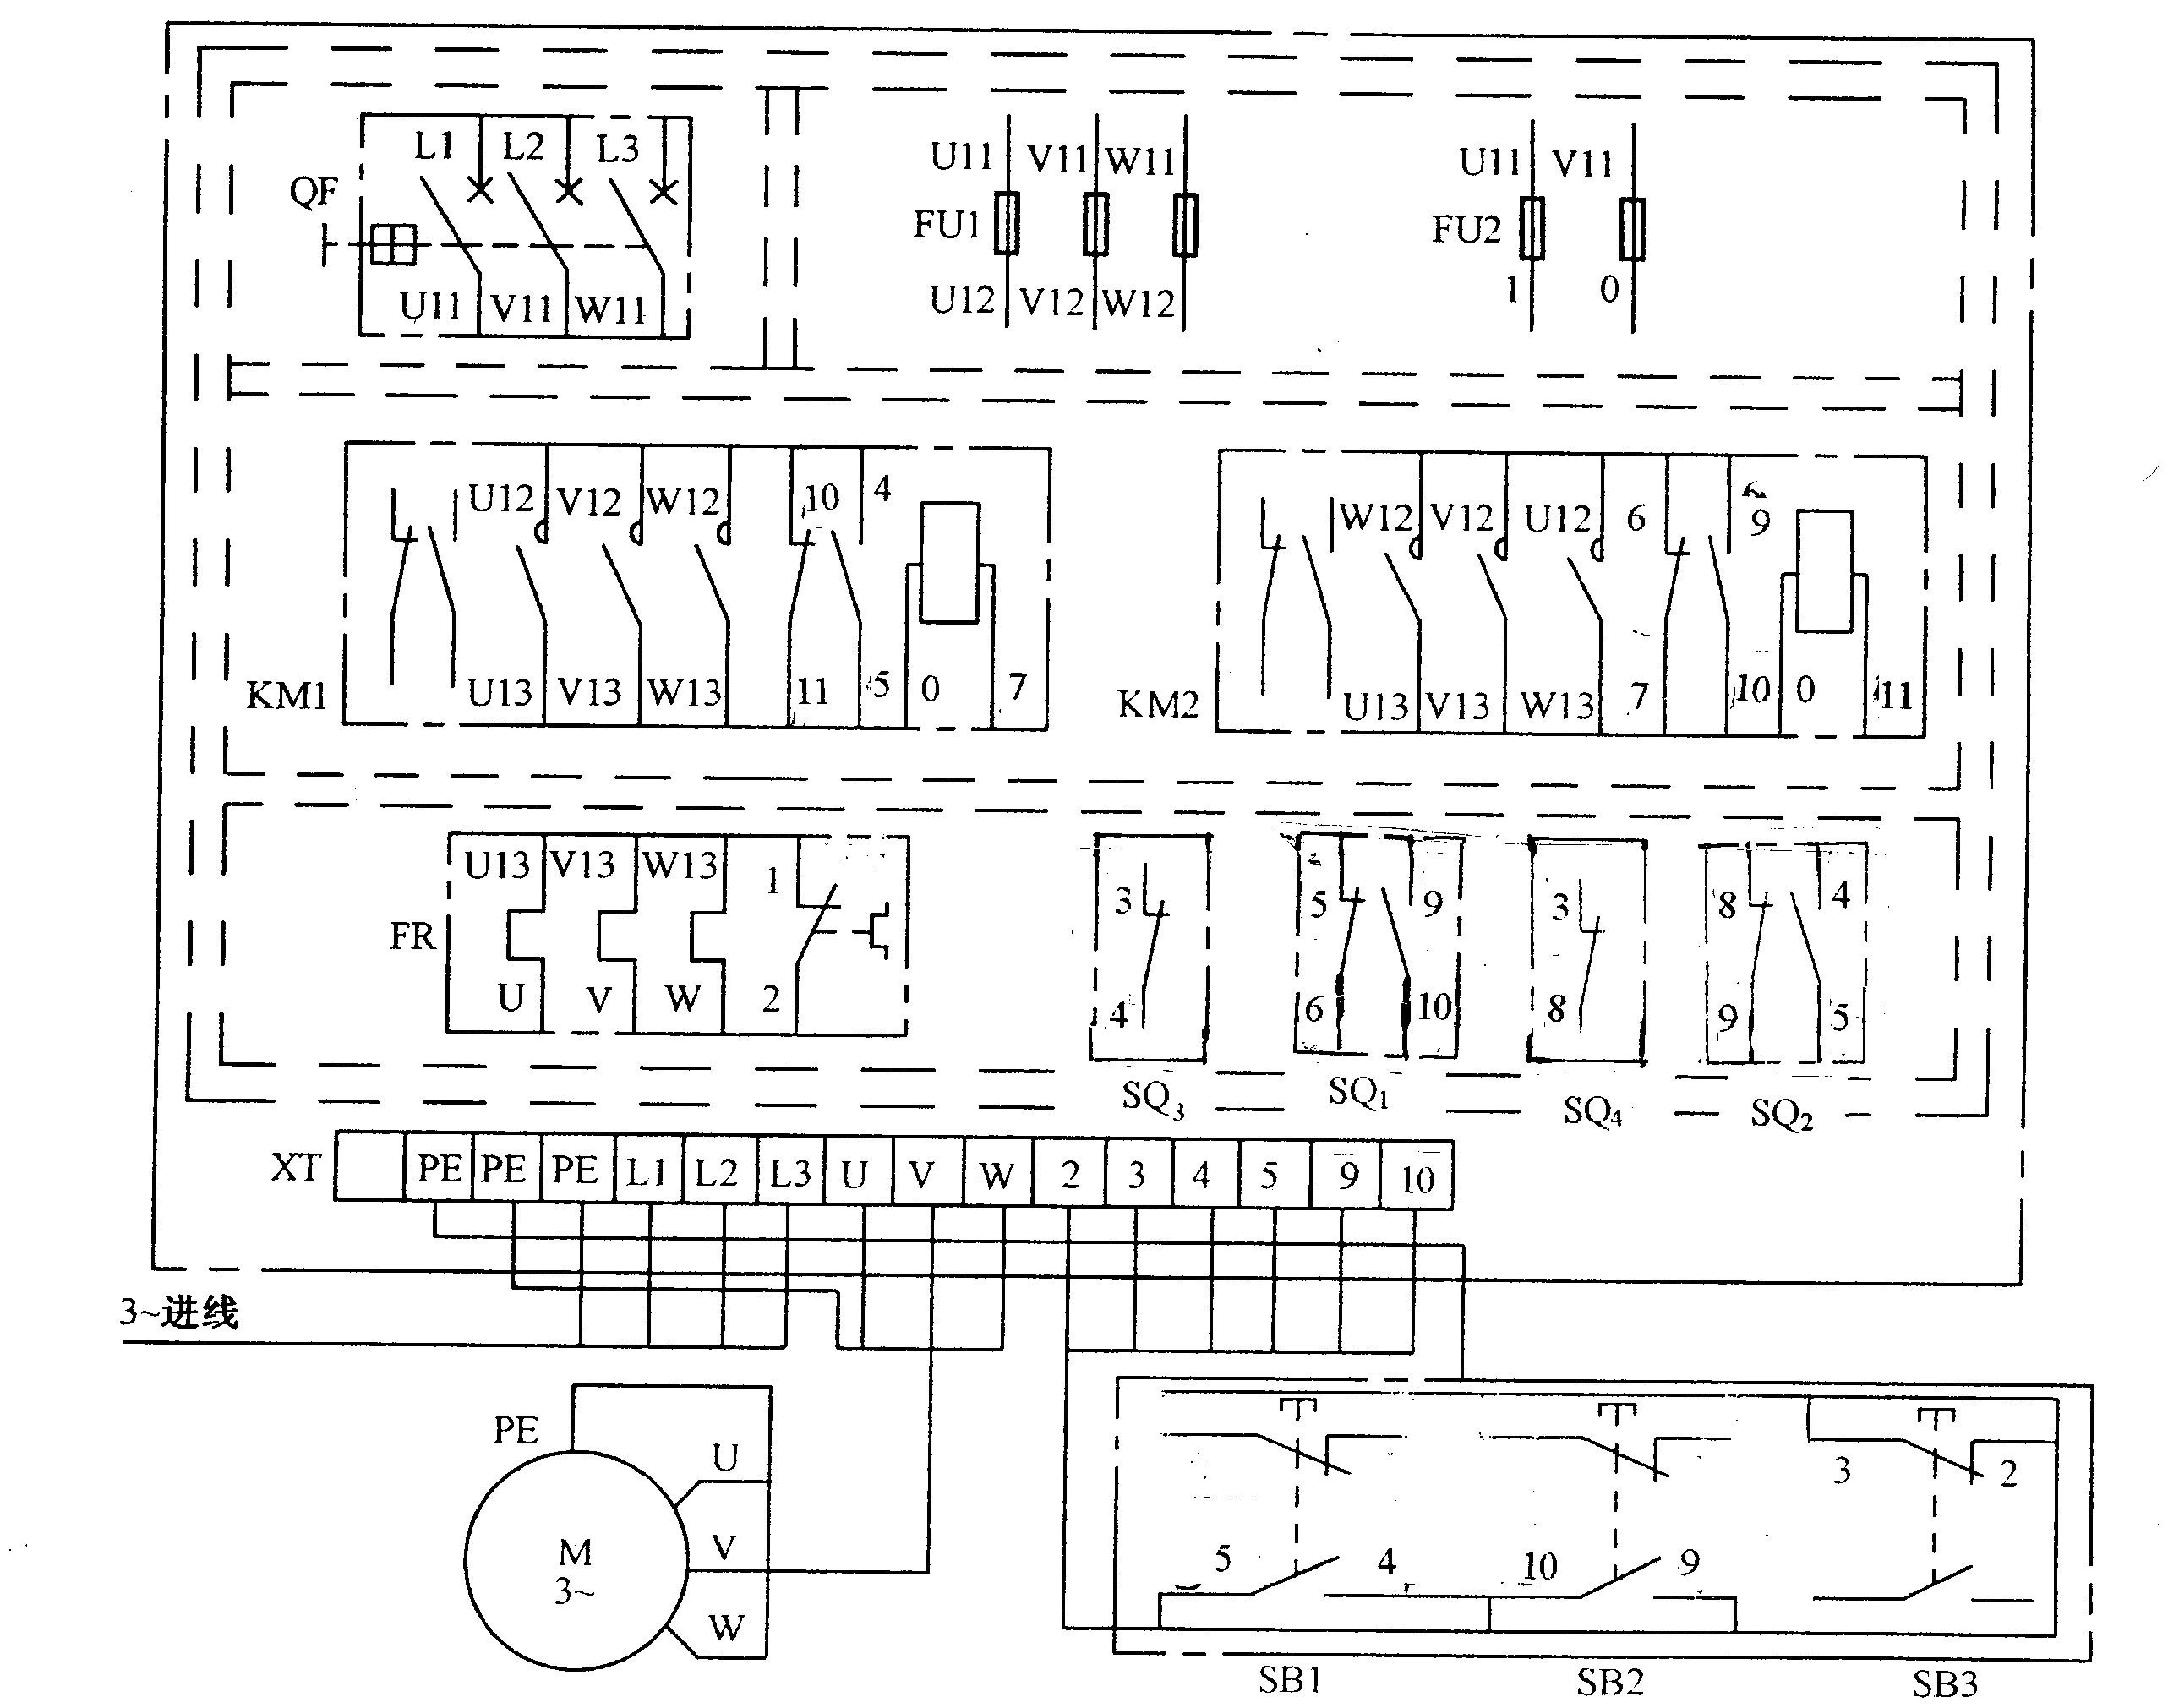 L1 L2 L3
QF
U11 V11 W11
U11 V11 W11
FU1
U12 V12 W12
U11 V11
FU2
1 0
U12 V12 W12 10 4
KM1 U13 V13 W13 11 5 0 7
W12 V12 U12 6 9
KM2 U13 V13 W13 7 10 0 11
U13 V13 W13 1
FR
U V W 2
3
4
SQ3
5 9
6 10
SQ1
3
8
SQ4
8 4
9 5
SQ2
XT PE PE PE L1 L2 L3 U V W 2 3 4 5 9 10
3~进线
PE
U
V
W
M
3~
3 2
5 4 10 9
SB1 SB2 SB3